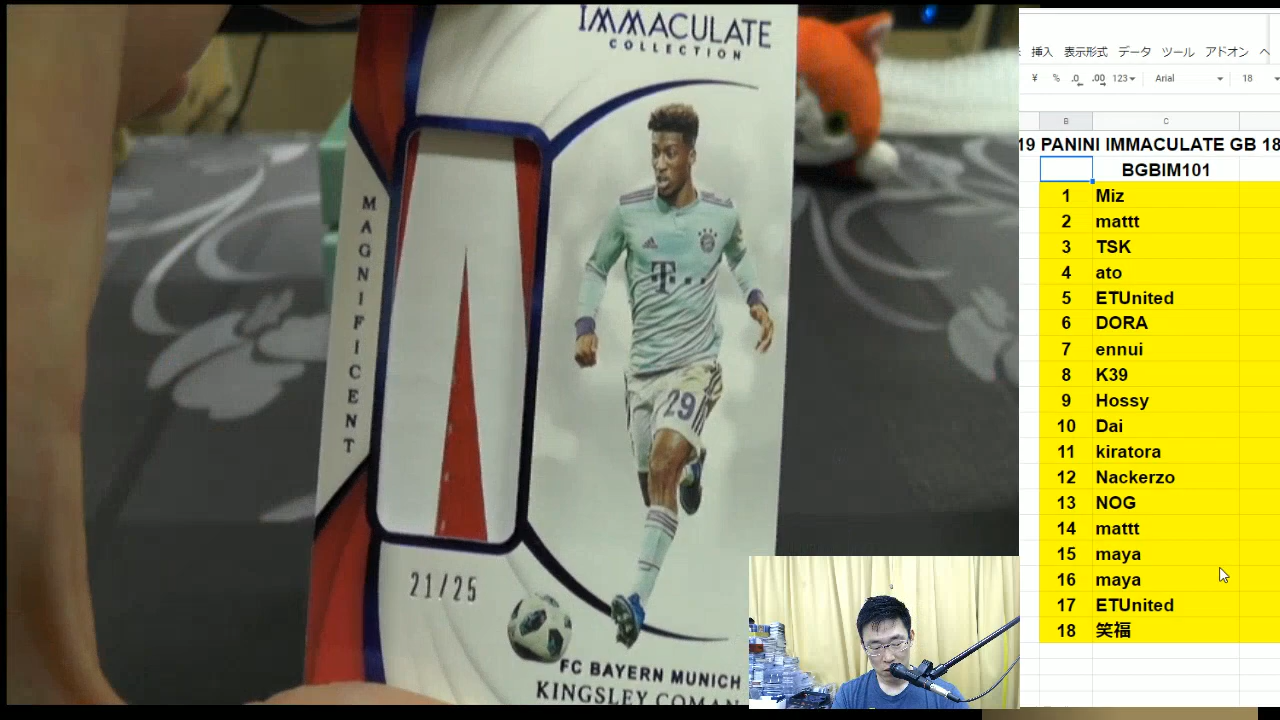 IMMACULATE
COLLECTION
MAGNIFICENT
T
29
21/25
FC BAYERN MUNICH
KINGSLEY COMAN
挿入 表示形式 データ ツール アドオン
¥ % .0 .00 123 Arial 18
B C
19 PANINI IMMACULATE GB 18
BGBIM101
1 Miz
2 mattt
3 TSK
4 ato
5 ETUnited
6 DORA
7 ennui
8 K39
9 Hossy
10 Dai
11 kiratora
12 Nackerzo
13 NOG
14 mattt
15 maya
16 maya
17 ETUnited
18 笑福